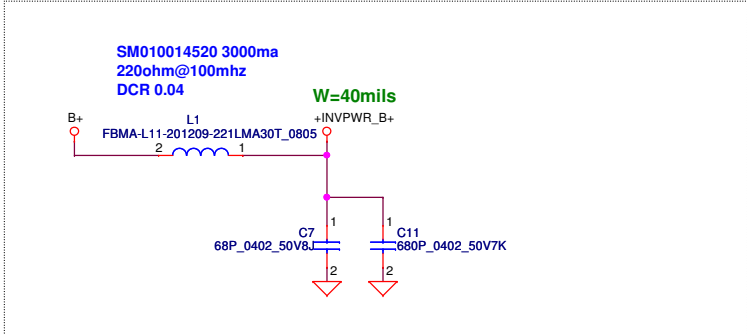 SM010014520 3000ma
220ohm@100mhz
DCR 0.04
W=40mils
B+
L1
+INVPWR_B+
FBMA-L11-201209-221LMA30T_0805
2
1
1
1
C7
C11
68P_0402_50V8J
680P_0402_50V7K
2
2